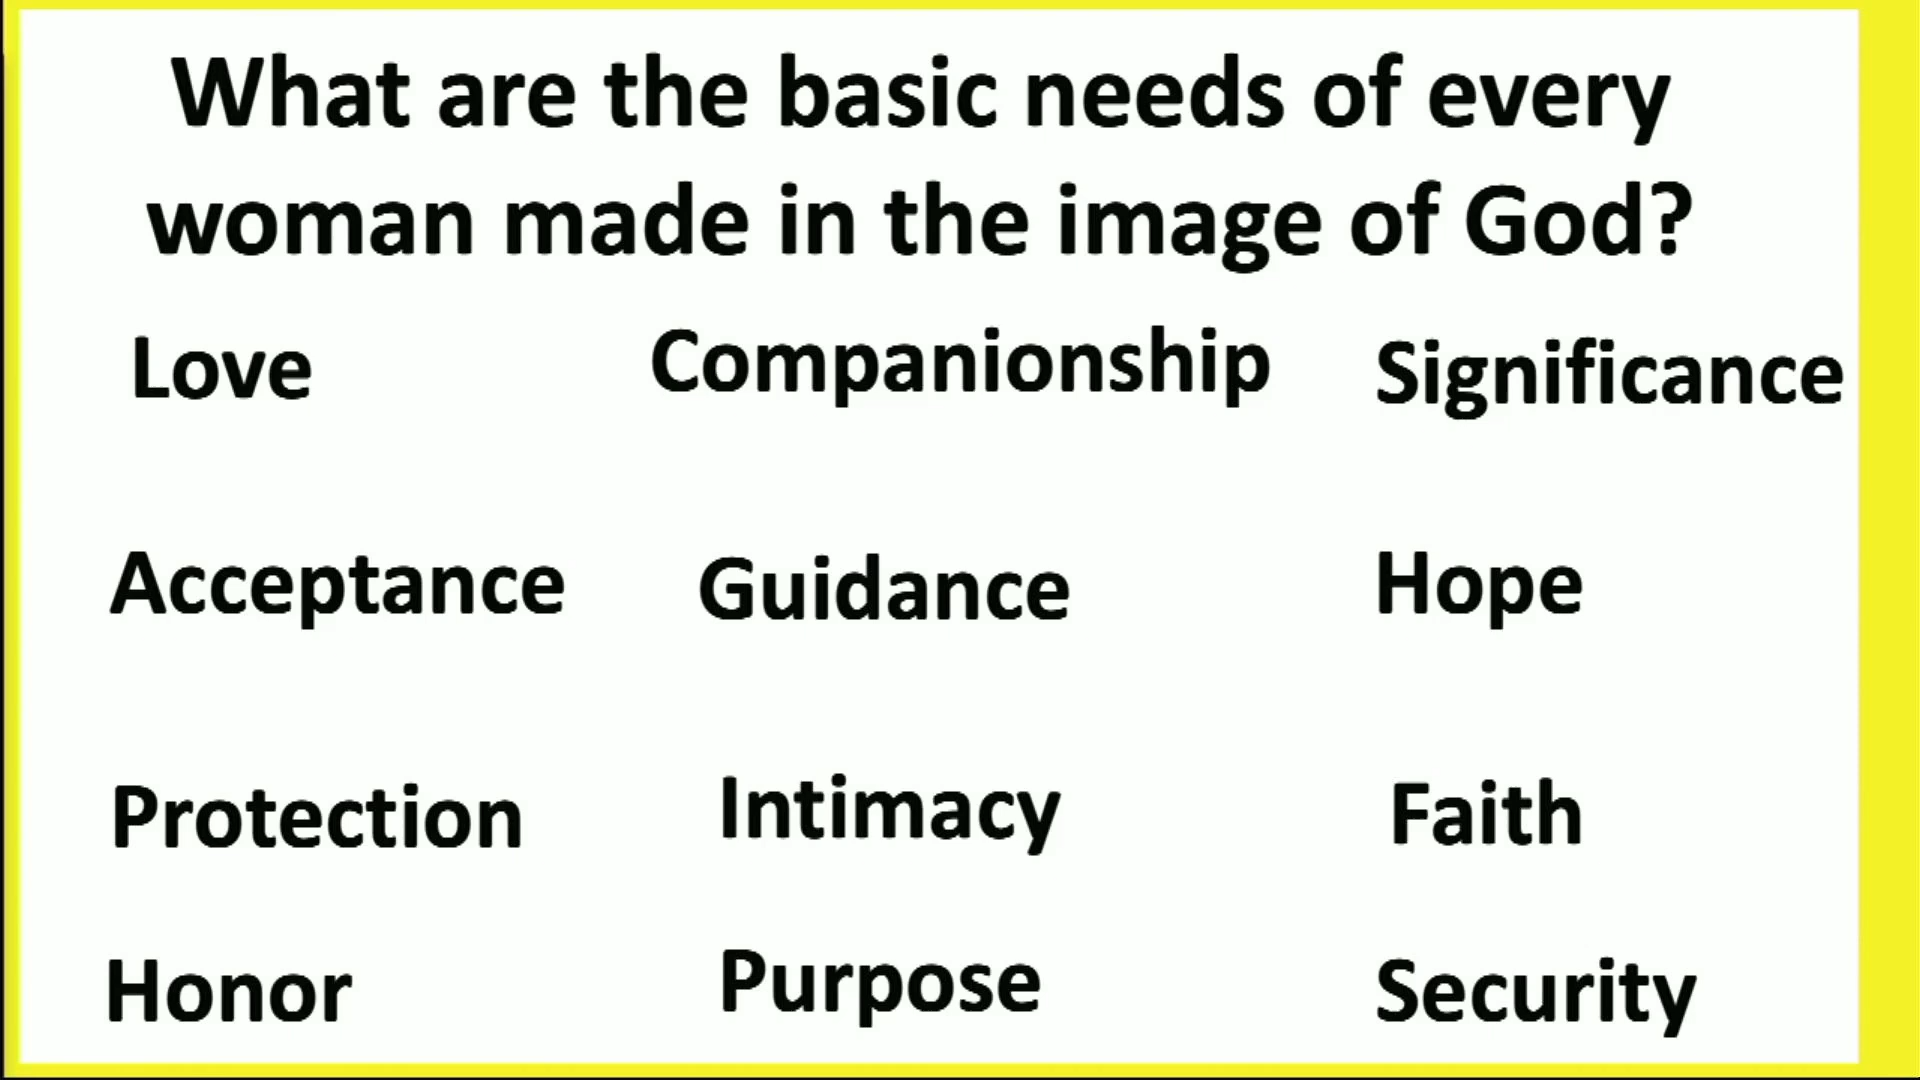 What are the basic needs of every
woman made in the image of God?
Love Companionship Significance
Acceptance Guidance Hope
Protection Intimacy Faith
Honor Purpose Security